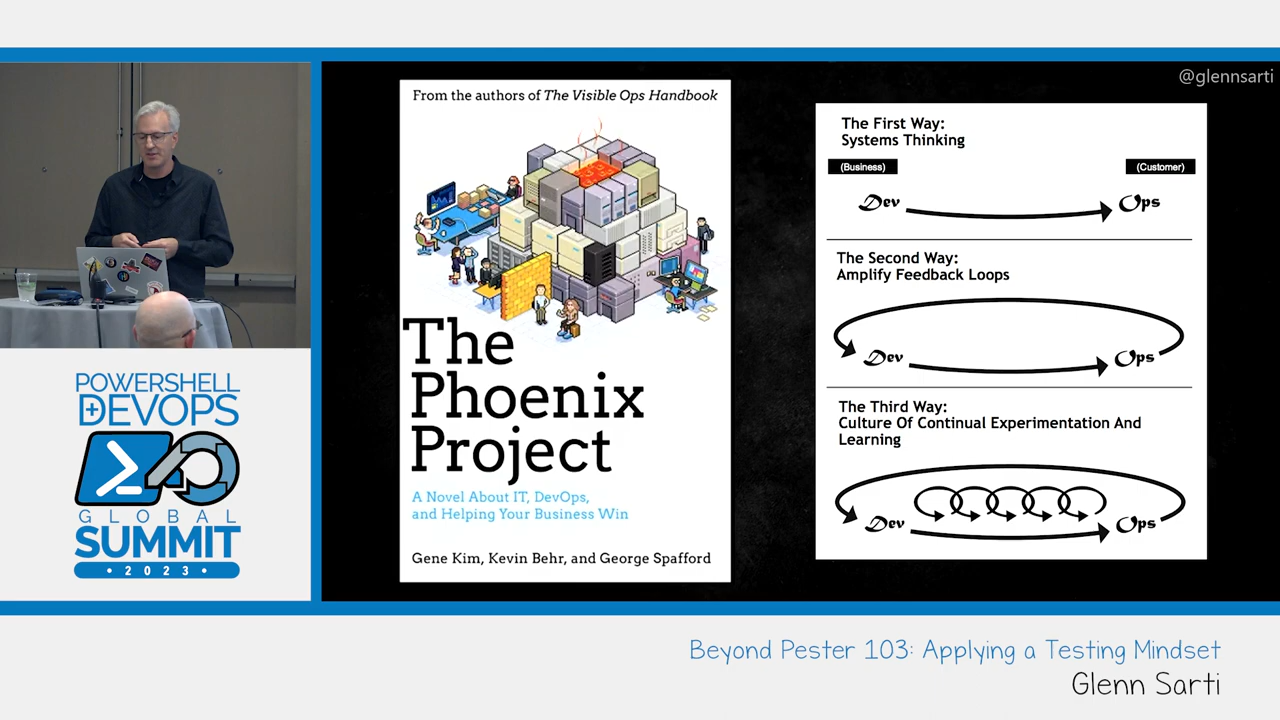 @glennsarti
From the authors of The Visible Ops Handbook
The
Phoenix
Project
A Novel About IT, DevOps,
and Helping Your Business Win
Gene Kim, Kevin Behr, and George Spafford
The First Way:
Systems Thinking
(Business)
(Customer)
Dev
Ops
The Second Way:
Amplify Feedback Loops
Dev
Ops
The Third Way:
Culture Of Continual Experimentation And
Learning
Dev
Ops
POWERSHELL
+DEVOPS
GLOBAL
SUMMIT
• 2023 •
Beyond Pester 103: Applying a Testing Mindset
Glenn Sarti